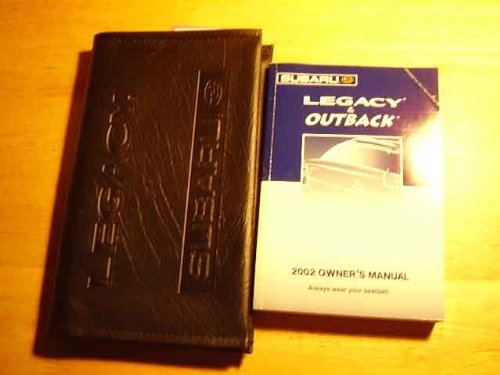 LEGACY
SUBARU
SUBARU
LEGACY
&
OUTBACK
2002 OWNER'S MANUAL
Always wear your seatbelt